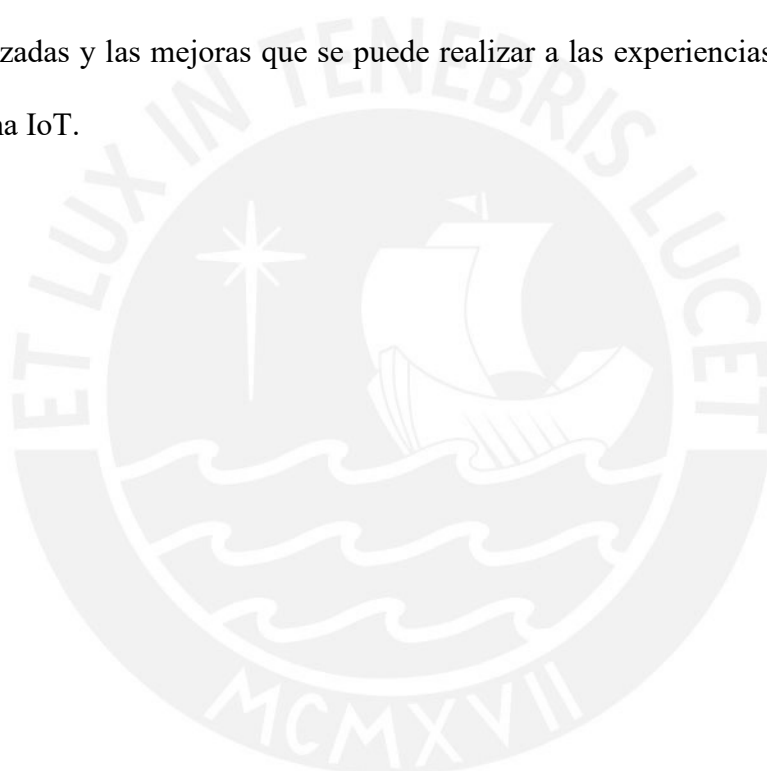 zadas y las mejoras que se puede realizar a las experiencias
na IoT.
ET LUX IN TENEBRIS LUCET
MCMXVII